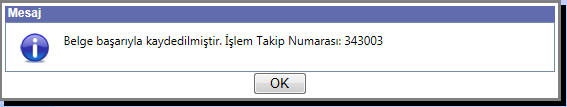 Mesaj
Belge başarıyla kaydedilmiştir. İşlem Takip Numarası: 343003
OK